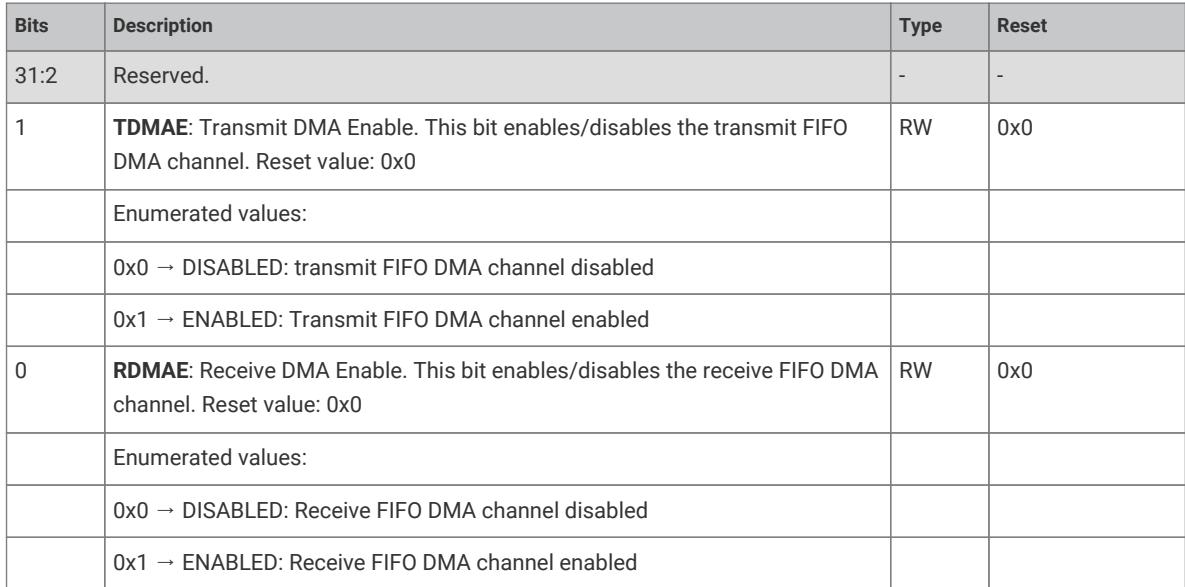 Bits Description Type Reset
31:2 Reserved. - -
1 TDMAE: Transmit DMA Enable. This bit enables/disables the transmit FIFO RW 0x0
DMA channel. Reset value: 0x0
Enumerated values:
0x0 → DISABLED: transmit FIFO DMA channel disabled
0x1 → ENABLED: Transmit FIFO DMA channel enabled
0 RDMAE: Receive DMA Enable. This bit enables/disables the receive FIFO DMA RW 0x0
channel. Reset value: 0x0
Enumerated values:
0x0 → DISABLED: Receive FIFO DMA channel disabled
0x1 → ENABLED: Receive FIFO DMA channel enabled